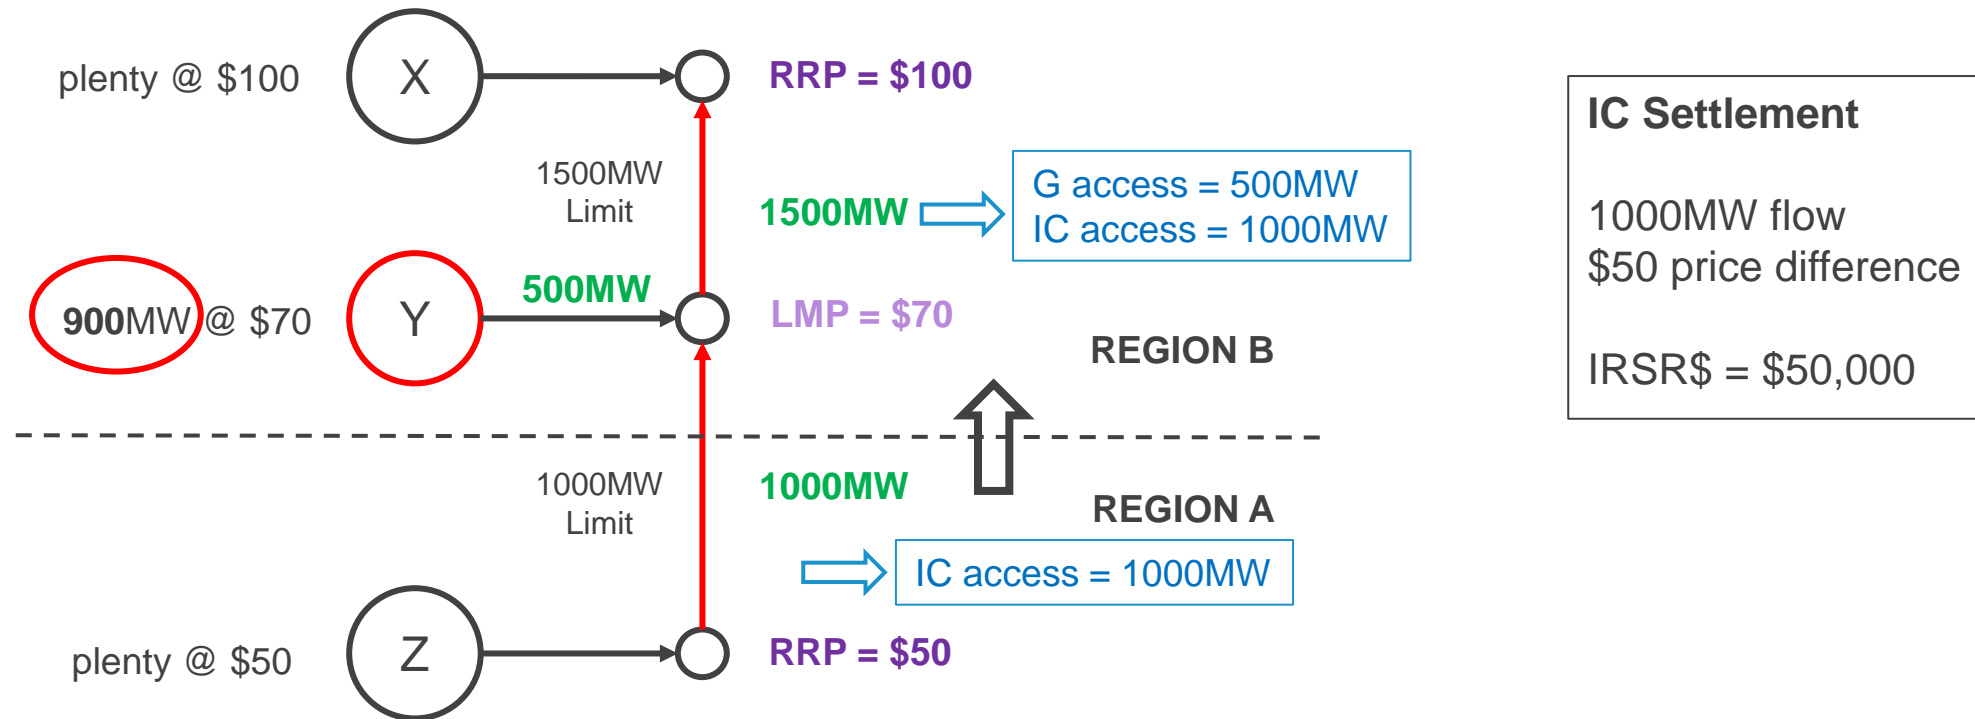 plenty @ $100
X
RRP = $100
1500MW
Limit
1500MW
G access = 500MW
IC access = 1000MW
900MW @ $70
Y
500MW
LMP = $70
REGION B
1000MW
Limit
1000MW
REGION A
IC access = 1000MW
plenty @ $50
Z
RRP = $50
IC Settlement
1000MW flow
$50 price difference
IRSR$ = $50,000